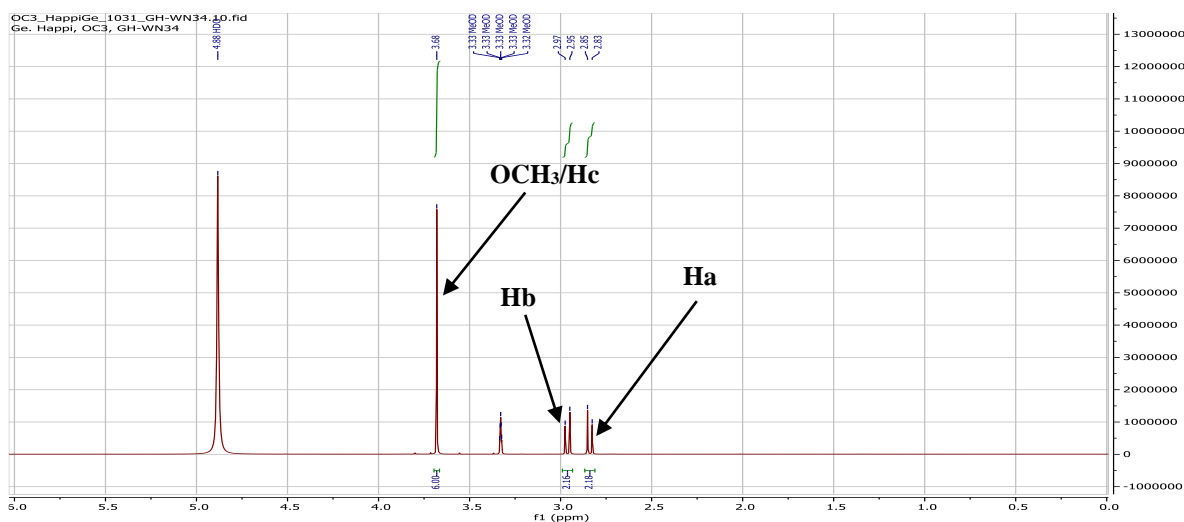 OC3_HappiGe_1031_GH-WN34.10.fid
Ge. Happi, OC3, GH-WN34
4.88 HDO
3.68
3.33 MeOD
3.33 MeOD
3.33 MeOD
3.33 MeOD
3.32 MeOD
2.97
2.95
2.85
2.83
13000000
12000000
11000000
10000000
9000000
8000000
7000000
6000000
5000000
4000000
3000000
2000000
1000000
0
-1000000
OCH₃/Hc
Hb
Ha
6.00
2.16
2.18
5.0 5.0 4.5 4.0 3.5 3.0 2.5 2.0 1.5 1.0 0.5 0.0
f1 (ppm)